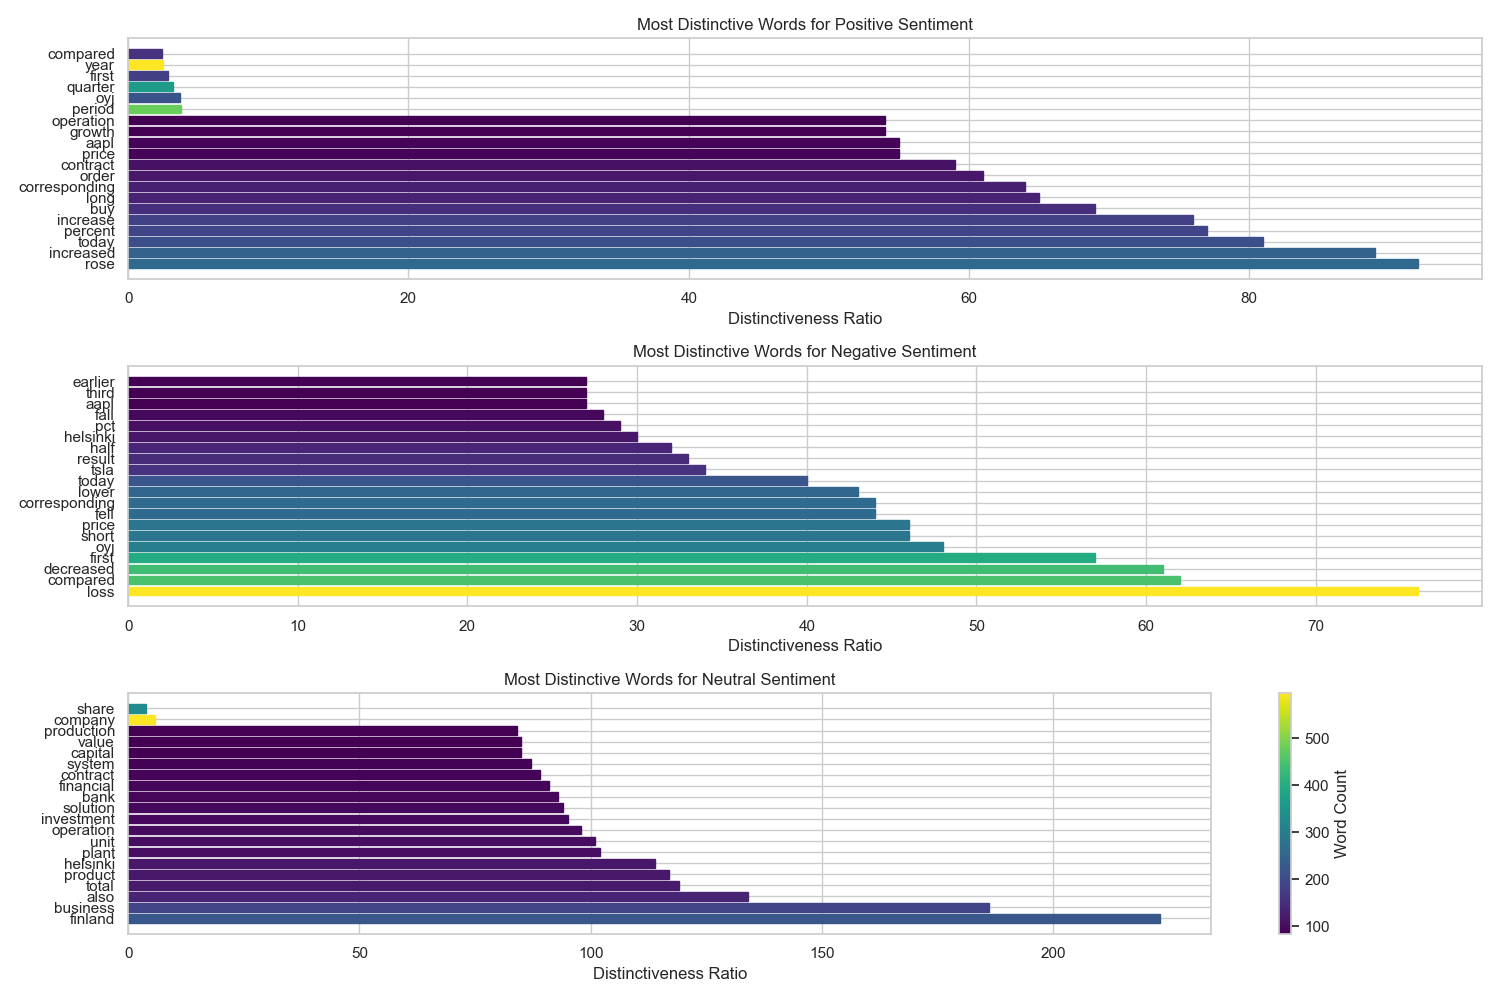 Most Distinctive Words for Positive Sentiment
compared
year
first
quarter
oyj
period
operation
growth
aapl
price
contract
order
corresponding
long
buy
increase
percent
today
increased
rose
0 20 40 60 80
Distinctiveness Ratio
Most Distinctive Words for Negative Sentiment
earlier
third
aapl
fall
pct
helsinki
half
result
tsla
today
lower
corresponding
fell
price
short
oyj
first
decreased
compared
loss
0 10 20 30 40 50 60 70
Distinctiveness Ratio
Most Distinctive Words for Neutral Sentiment
share
company
production
value
capital
system
contract
financial
bank
solution
investment
operation
unit
plant
helsinki
product
total
also
business
finland
0 50 100 150 200
Distinctiveness Ratio
500
400
300
200
100
Word Count